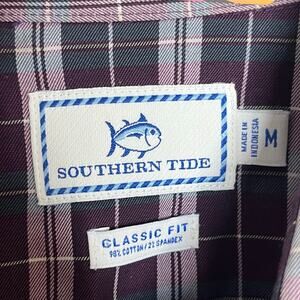 SOUTHERN TIDE
MADE IN
INDONESIA
M
CLASSIC FIT
98% COTTON / 2% SPANDEX